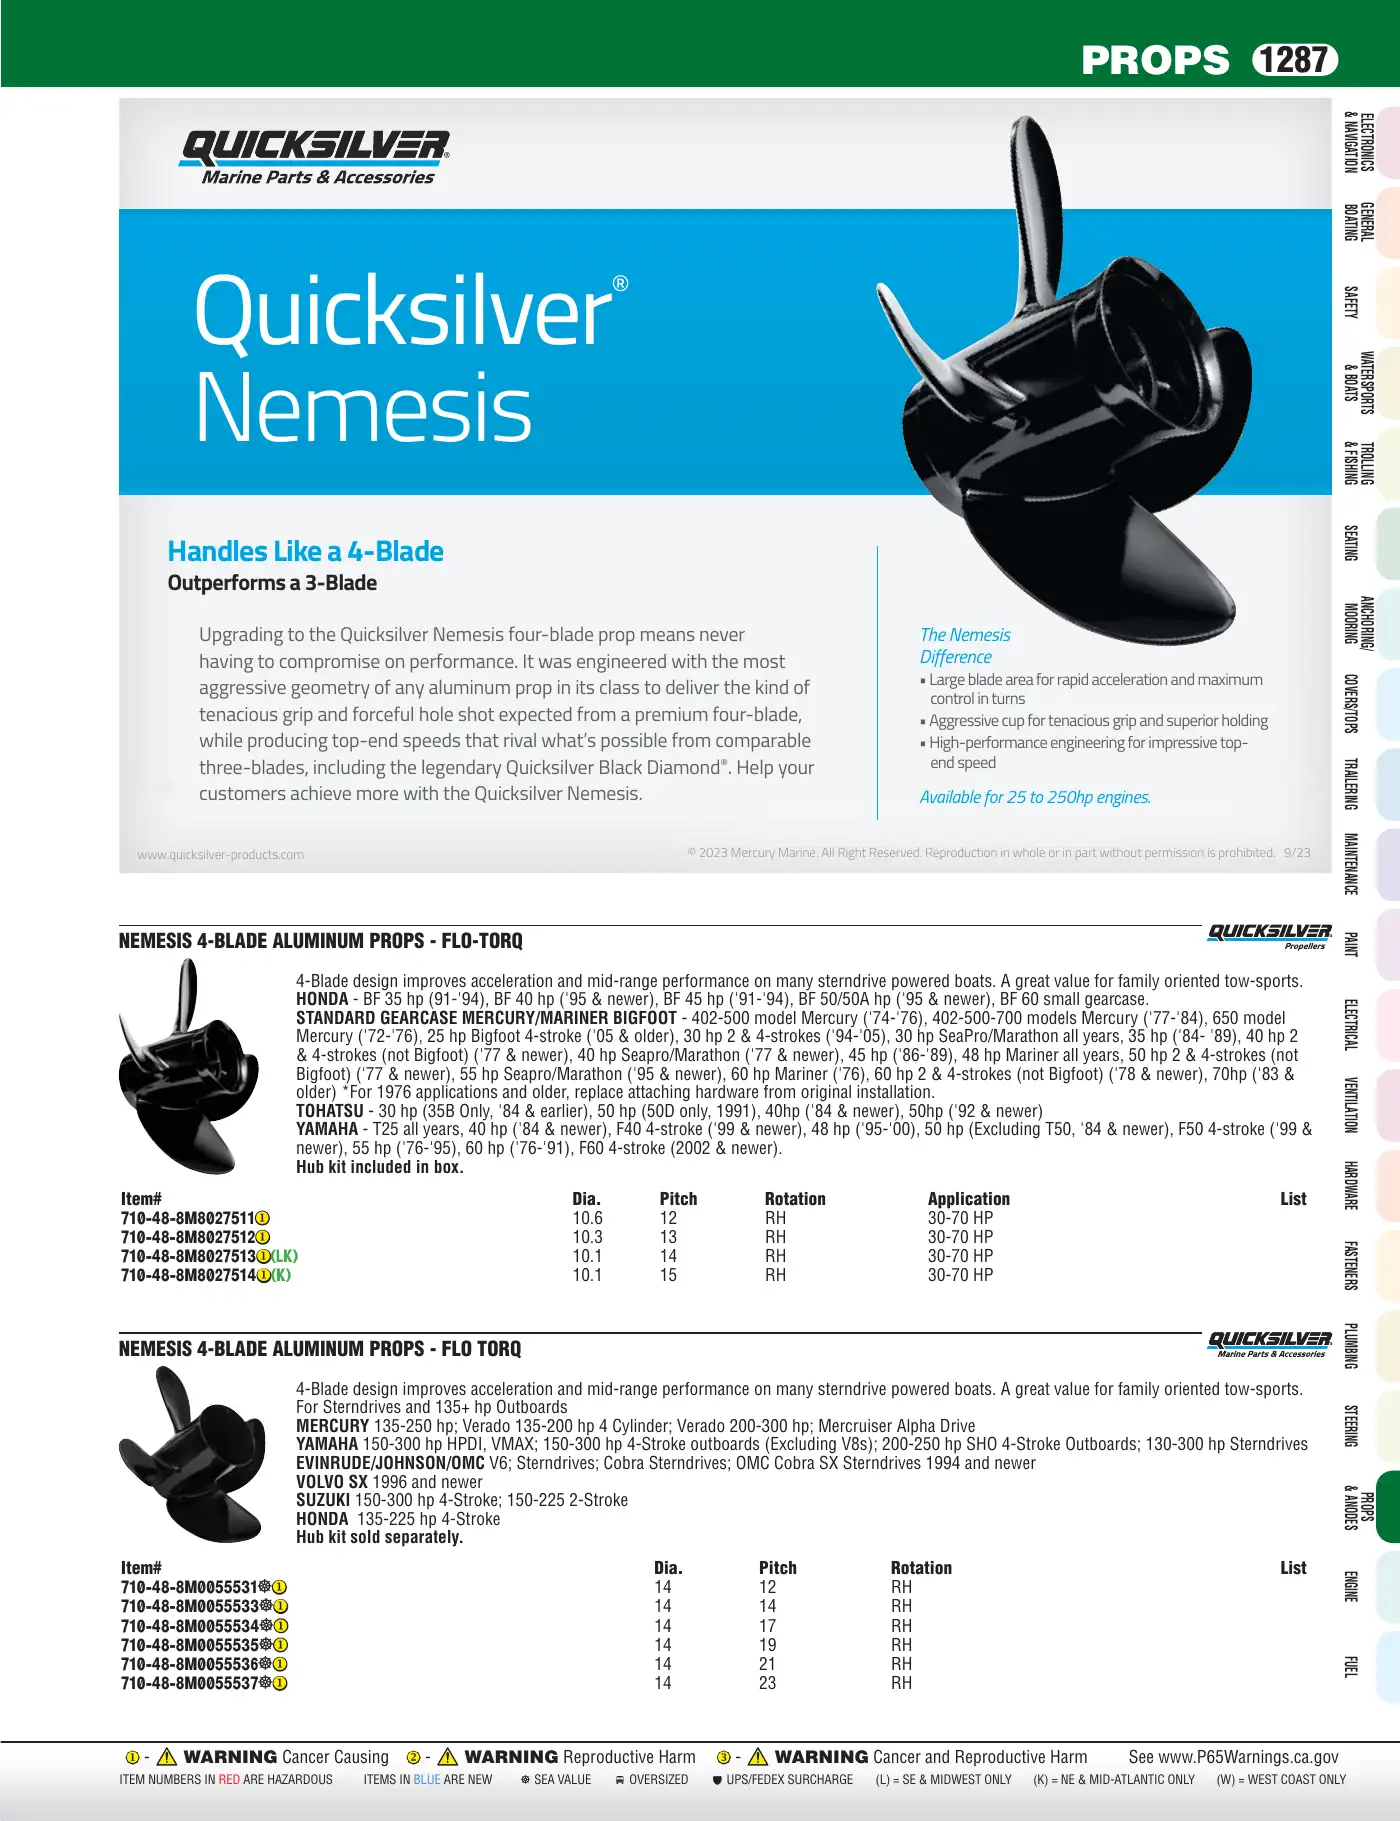 PROPS 1287
QUICKSILVER®
Marine Parts & Accessories
Quicksilver®
Nemesis
Handles Like a 4-Blade
Outperforms a 3-Blade
Upgrading to the Quicksilver Nemesis four-blade prop means never
having to compromise on performance. It was engineered with the most
aggressive geometry of any aluminum prop in its class to deliver the kind of
tenacious grip and forceful hole shot expected from a premium four-blade,
while producing top-end speeds that rival what's possible from comparable
three-blades, including the legendary Quicksilver Black Diamond®. Help your
customers achieve more with the Quicksilver Nemesis.
The Nemesis
Difference
• Large blade area for rapid acceleration and maximum
control in turns
• Aggressive cup for tenacious grip and superior holding
• High-performance engineering for impressive top-
end speed
Available for 25 to 250hp engines.
www.quicksilver-products.com
© 2023 Mercury Marine. All Right Reserved. Reproduction in whole or in part without permission is prohibited. 9/23
NEMESIS 4-BLADE ALUMINUM PROPS - FLO-TORQ
QUICKSILVER®
Propellers
4-Blade design improves acceleration and mid-range performance on many sterndrive powered boats. A great value for family oriented tow-sports.
HONDA - BF 35 hp (91-'94), BF 40 hp ('95 & newer), BF 45 hp ('91-'94), BF 50/50A hp ('95 & newer), BF 60 small gearcase.
STANDARD GEARCASE MERCURY/MARINER BIGFOOT - 402-500 model Mercury ('74-'76), 402-500-700 models Mercury ('77-'84), 650 model
Mercury ('72-'76), 25 hp Bigfoot 4-stroke ('05 & older), 30 hp 2 & 4-strokes ('94-'05), 30 hp SeaPro/Marathon all years, 35 hp ('84- '89), 40 hp 2
& 4-strokes (not Bigfoot) ('77 & newer), 40 hp Seapro/Marathon ('77 & newer), 45 hp ('86-'89), 48 hp Mariner all years, 50 hp 2 & 4-strokes (not
Bigfoot) ('77 & newer), 55 hp Seapro/Marathon ('95 & newer), 60 hp Mariner ('76), 60 hp 2 & 4-strokes (not Bigfoot) ('78 & newer), 70hp ('83 &
older) *For 1976 applications and older, replace attaching hardware from original installation.
TOHATSU - 30 hp (35B Only, '84 & earlier), 50 hp (50D only, 1991), 40hp ('84 & newer), 50hp ('92 & newer)
YAMAHA - T25 all years, 40 hp ('84 & newer), F40 4-stroke ('99 & newer), 48 hp ('95-'00), 50 hp (Excluding T50, '84 & newer), F50 4-stroke ('99 &
newer), 55 hp ('76-'95), 60 hp ('76-'91), F60 4-stroke (2002 & newer).
Hub kit included in box.
Item# Dia. Pitch Rotation Application List
710-48-8M8027511① 10.6 12 RH 30-70 HP
710-48-8M8027512① 10.3 13 RH 30-70 HP
710-48-8M8027513①(LK) 10.1 14 RH 30-70 HP
710-48-8M8027514①(K) 10.1 15 RH 30-70 HP
NEMESIS 4-BLADE ALUMINUM PROPS - FLO TORQ
QUICKSILVER®
Marine Parts & Accessories
4-Blade design improves acceleration and mid-range performance on many sterndrive powered boats. A great value for family oriented tow-sports.
For Sterndrives and 135+ hp Outboards
MERCURY 135-250 hp; Verado 135-200 hp 4 Cylinder; Verado 200-300 hp; Mercruiser Alpha Drive
YAMAHA 150-300 hp HPDI, VMAX; 150-300 hp 4-Stroke outboards (Excluding V8s); 200-250 hp SHO 4-Stroke Outboards; 130-300 hp Sterndrives
EVINRUDE/JOHNSON/OMC V6; Sterndrives; Cobra Sterndrives; OMC Cobra SX Sterndrives 1994 and newer
VOLVO SX 1996 and newer
SUZUKI 150-300 hp 4-Stroke; 150-225 2-Stroke
HONDA 135-225 hp 4-Stroke
Hub kit sold separately.
Item# Dia. Pitch Rotation List
710-48-8M0055531① 14 12 RH
710-48-8M0055533① 14 14 RH
710-48-8M0055534① 14 17 RH
710-48-8M0055535① 14 19 RH
710-48-8M0055536① 14 21 RH
710-48-8M0055537① 14 23 RH
① - ⚠ WARNING Cancer Causing ② - ⚠ WARNING Reproductive Harm ③ - ⚠ WARNING Cancer and Reproductive Harm See www.P65Warnings.ca.gov
ITEM NUMBERS IN RED ARE HAZARDOUS ITEMS IN BLUE ARE NEW SEA VALUE OVERSIZED UPS/FEDEX SURCHARGE (L) = SE & MIDWEST ONLY (K) = NE & MID-ATLANTIC ONLY (W) = WEST COAST ONLY
ELECTRONICS
& NAVIGATION
GENERAL
BOATING
SAFETY
WATERSPORTS
& BOATS
TROLLING
& FISHING
SEATING
ANCHORING/
MOORING
COVERS/TOPS
TRAILERING
MAINTENANCE
PAINT
ELECTRICAL
VENTILATION
HARDWARE
FASTENERS
PLUMBING
STEERING
PROPS
& ANODES
ENGINE
FUEL